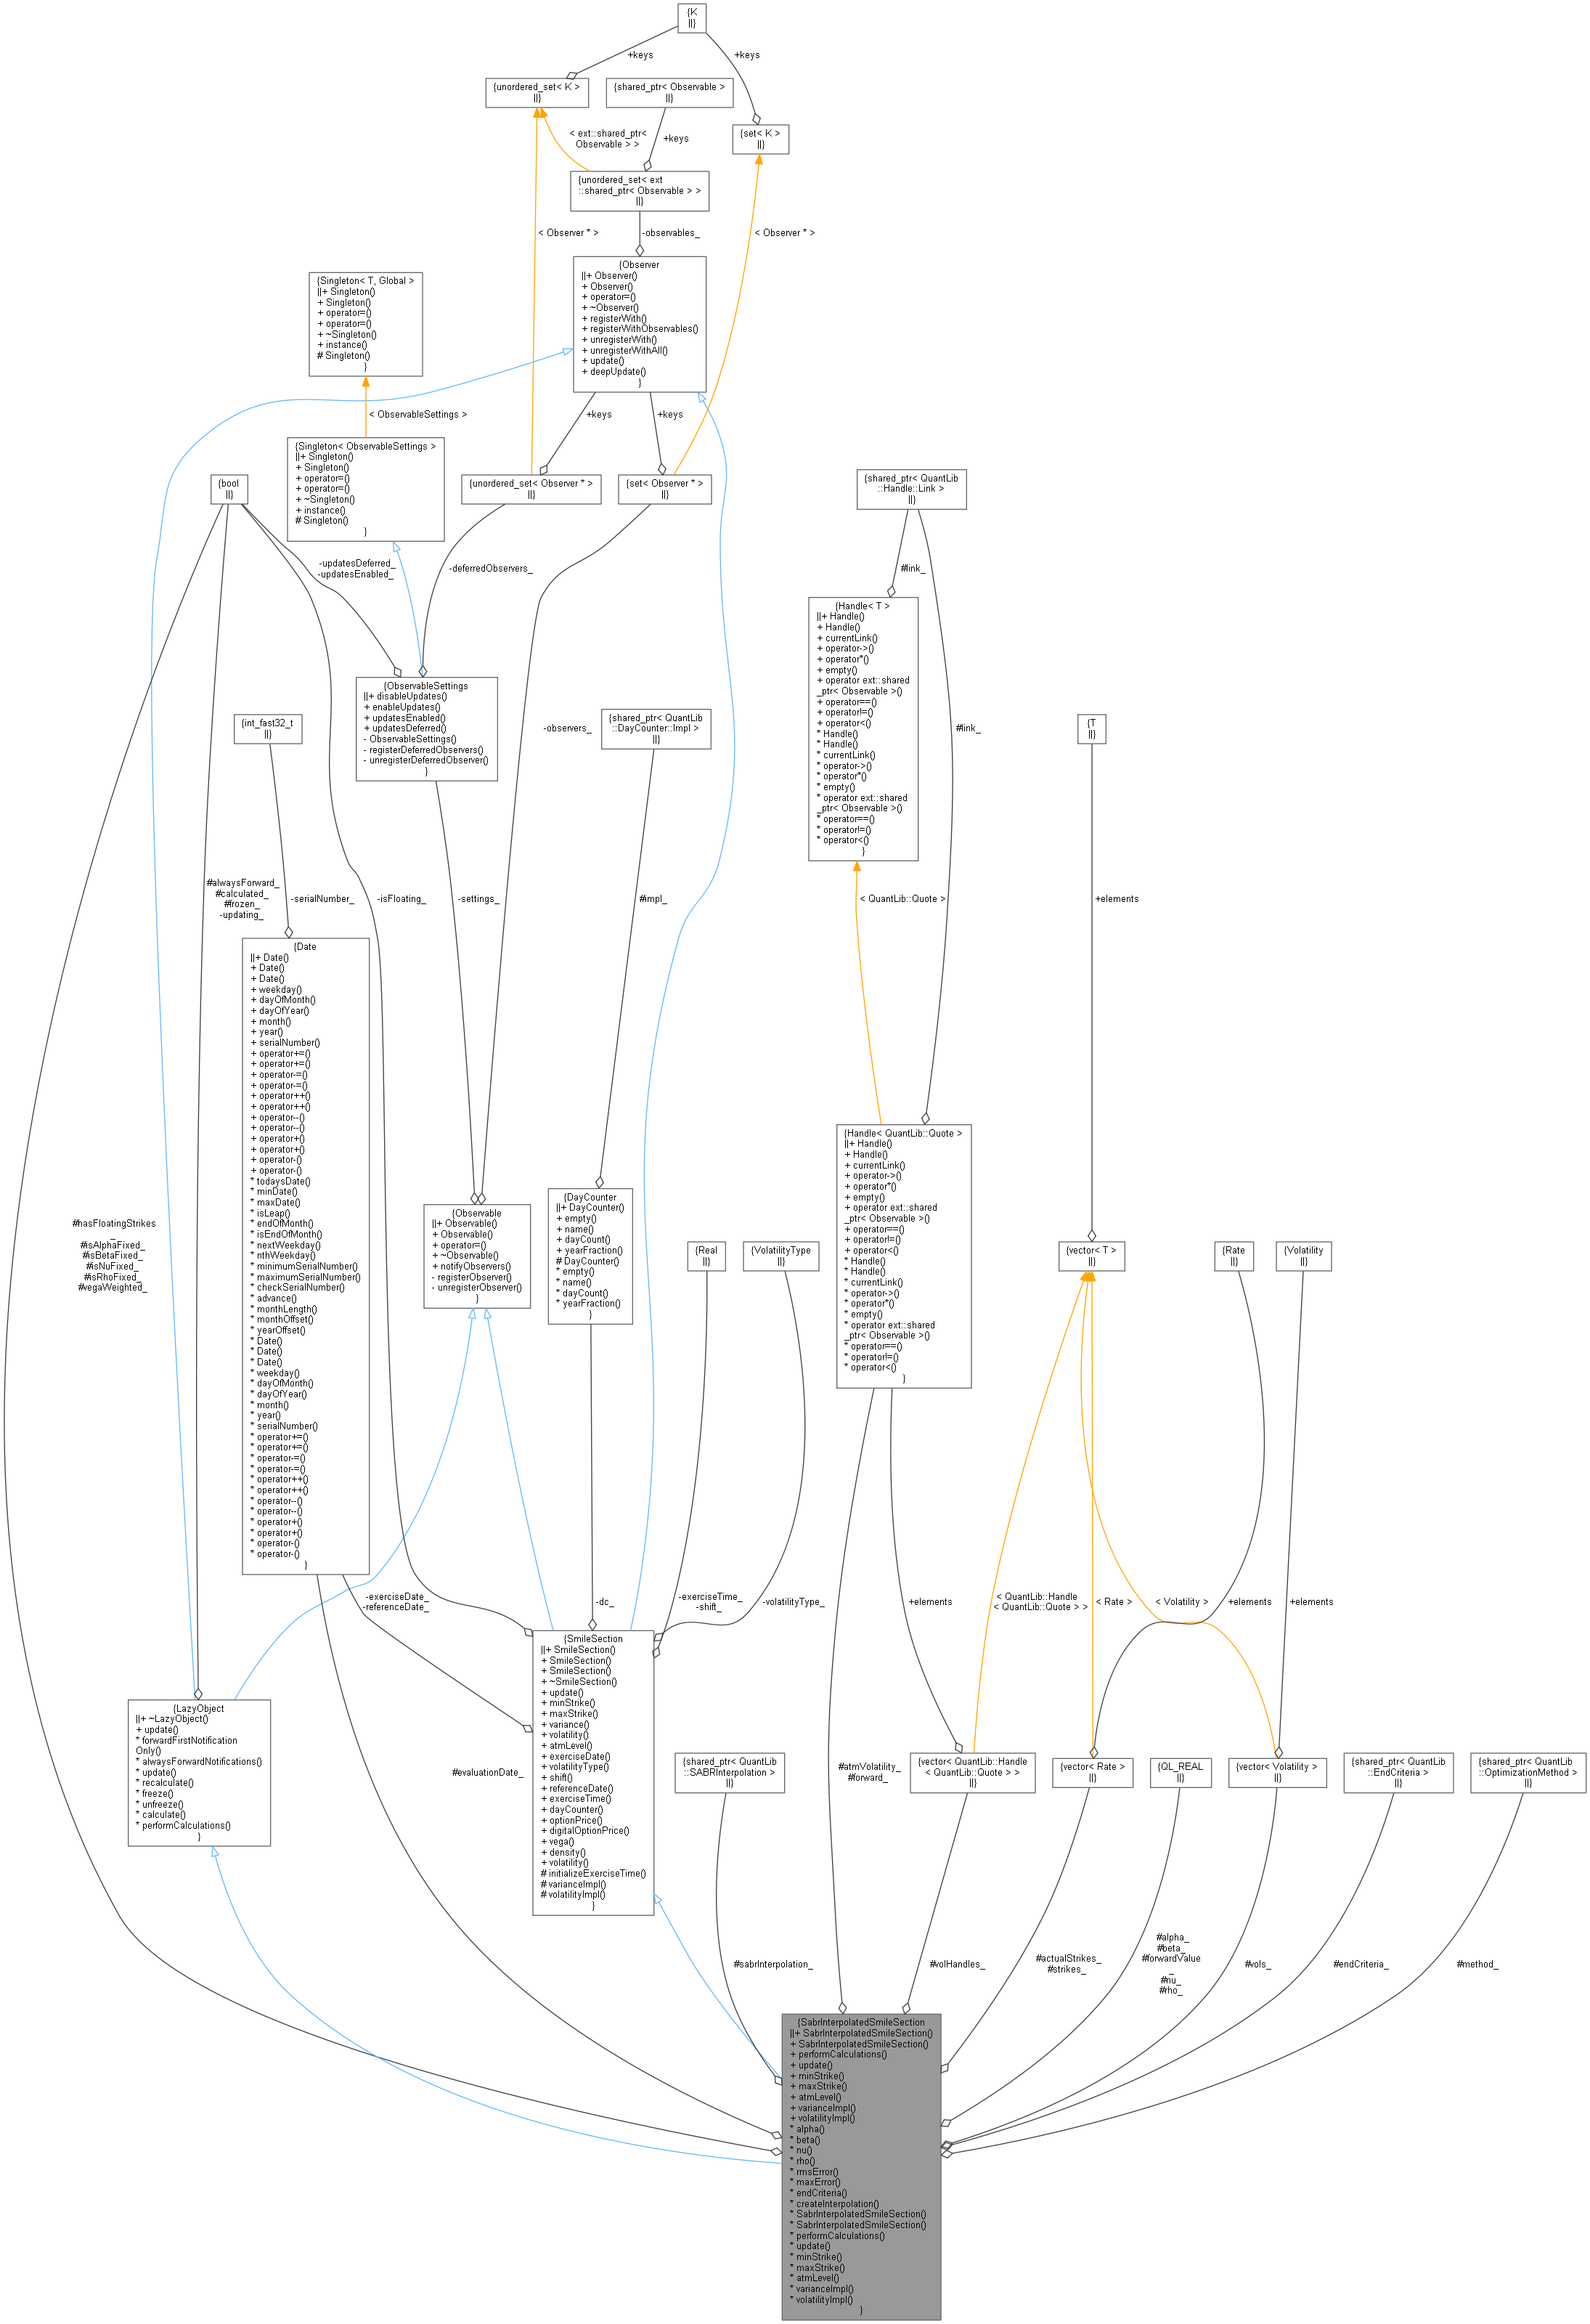 {K
||}
+keys
+keys
{unordered_set< K >
||}
{shared_ptr< Observable >
||}
< ext::shared_ptr<
Observable > >
+keys
{set< K >
||}
{unordered_set< ext
::shared_ptr< Observable > >
||}
< Observer * >
-observables_
< Observer * >
{Observer
||+ Observer()
+ Observer()
+ operator=()
+ ~Observer()
+ registerWith()
+ registerWithObservables()
+ unregisterWith()
+ unregisterWithAll()
+ update()
+ deepUpdate()
}
{Singleton< T, Global >
||+ Singleton()
+ Singleton()
+ operator=()
+ operator=()
+ ~Singleton()
+ instance()
# Singleton()
}
< ObservableSettings >
+keys
+keys
{Singleton< ObservableSettings >
||+ Singleton()
+ Singleton()
+ operator=()
+ operator=()
+ ~Singleton()
+ instance()
# Singleton()
}
{bool
||}
{unordered_set< Observer * >
||}
{set< Observer * >
||}
{shared_ptr< QuantLib
::Handle::Link >
||}
-updatesDeferred_
-updatesEnabled_
-deferredObservers_
#link_
{Handle< T >
||+ Handle()
+ Handle()
+ currentLink()
+ operator->()
+ operator*()
+ empty()
+ operator ext::shared
_ptr< Observable >()
+ operator==()
+ operator!=()
+ operator<()
* Handle()
* Handle()
* currentLink()
* operator->()
* operator*()
* empty()
* operator ext::shared
_ptr< Observable >()
* operator==()
* operator!=()
* operator<()
}
{ObservableSettings
||+ disableUpdates()
+ enableUpdates()
+ updatesEnabled()
+ updatesDeferred()
- ObservableSettings()
- registerDeferredObservers()
- unregisterDeferredObserver()
}
{int_fast32_t
||}
-observers_
{shared_ptr< QuantLib
::DayCounter::Impl >
||}
#link_
{T
||}
#alwaysForward_
#calculated_
#frozen_
-updating_
-serialNumber_
-isFloating_
-settings_
#impl_
< QuantLib::Quote >
+elements
{Date
||+ Date()
+ Date()
+ Date()
+ weekday()
+ dayOfMonth()
+ dayOfYear()
+ month()
+ year()
+ serialNumber()
+ operator+=()
+ operator+=()
+ operator-=()
+ operator-=()
+ operator++()
+ operator++()
+ operator--()
+ operator--()
+ operator+()
+ operator+()
+ operator-()
+ operator-()
* todaysDate()
* minDate()
* maxDate()
* isLeap()
* endOfMonth()
* isEndOfMonth()
* nextWeekday()
* nthWeekday()
* minimumSerialNumber()
* maximumSerialNumber()
* checkSerialNumber()
* advance()
* monthLength()
* monthOffset()
* yearOffset()
* Date()
* Date()
* Date()
* weekday()
* dayOfMonth()
* dayOfYear()
* month()
* year()
* serialNumber()
* operator+=()
* operator+=()
* operator-=()
* operator-=()
* operator++()
* operator++()
* operator--()
* operator--()
* operator+()
* operator+()
* operator-()
* operator-()
}
{Handle< QuantLib::Quote >
||+ Handle()
+ Handle()
+ currentLink()
+ operator->()
+ operator*()
+ empty()
+ operator ext::shared
_ptr< Observable >()
+ operator==()
+ operator!=()
+ operator<()
* Handle()
* Handle()
* currentLink()
* operator->()
* operator*()
* empty()
* operator ext::shared
_ptr< Observable >()
* operator==()
* operator!=()
* operator<()
}
{DayCounter
||+ DayCounter()
+ empty()
+ name()
+ dayCount()
+ yearFraction()
# DayCounter()
* empty()
* name()
* dayCount()
* yearFraction()
}
{Observable
||+ Observable()
+ Observable()
+ operator=()
+ ~Observable()
+ notifyObservers()
- registerObserver()
- unregisterObserver()
}
#hasFloatingStrikes
_
#isAlphaFixed_
#isBetaFixed_
#isNuFixed_
#isRhoFixed_
#vegaWeighted_
{Real
||}
{VolatilityType
||}
{vector< T >
||}
{Rate
||}
{Volatility
||}
-exerciseDate_
-referenceDate_
-dc_
-exerciseTime_
-shift_
-volatilityType_
+elements
< QuantLib::Handle
< QuantLib::Quote > >
< Rate >
< Volatility >
+elements
+elements
{SmileSection
||+ SmileSection()
+ SmileSection()
+ SmileSection()
+ ~SmileSection()
+ update()
+ minStrike()
+ maxStrike()
+ variance()
+ volatility()
+ atmLevel()
+ exerciseDate()
+ volatilityType()
+ shift()
+ referenceDate()
+ exerciseTime()
+ dayCounter()
+ optionPrice()
+ digitalOptionPrice()
+ vega()
+ density()
+ volatility()
# initializeExerciseTime()
# varianceImpl()
# volatilityImpl()
}
{LazyObject
||+ ~LazyObject()
+ update()
* forwardFirstNotification
Only()
* alwaysForwardNotifications()
* update()
* recalculate()
* freeze()
* unfreeze()
* calculate()
* performCalculations()
}
#evaluationDate_
{shared_ptr< QuantLib
::SABRInterpolation >
||}
#atmVolatility_
#forward_
{vector< QuantLib::Handle
< QuantLib::Quote > >
||}
{vector< Rate >
||}
{QL_REAL
||}
{vector< Volatility >
||}
{shared_ptr< QuantLib
::EndCriteria >
||}
{shared_ptr< QuantLib
::OptimizationMethod >
||}
#sabrInterpolation_
#volHandles_
#actualStrikes_
#strikes_
#alpha_
#beta_
#forwardValue
_
#nu_
#rho_
#vols_
#endCriteria_
#method_
{SabrInterpolatedSmileSection
||+ SabrInterpolatedSmileSection()
+ SabrInterpolatedSmileSection()
+ performCalculations()
+ update()
+ minStrike()
+ maxStrike()
+ atmLevel()
+ varianceImpl()
+ volatilityImpl()
* alpha()
* beta()
* nu()
* rho()
* rmsError()
* maxError()
* endCriteria()
* createInterpolation()
* SabrInterpolatedSmileSection()
* SabrInterpolatedSmileSection()
* performCalculations()
* update()
* minStrike()
* maxStrike()
* atmLevel()
* varianceImpl()
* volatilityImpl()
}